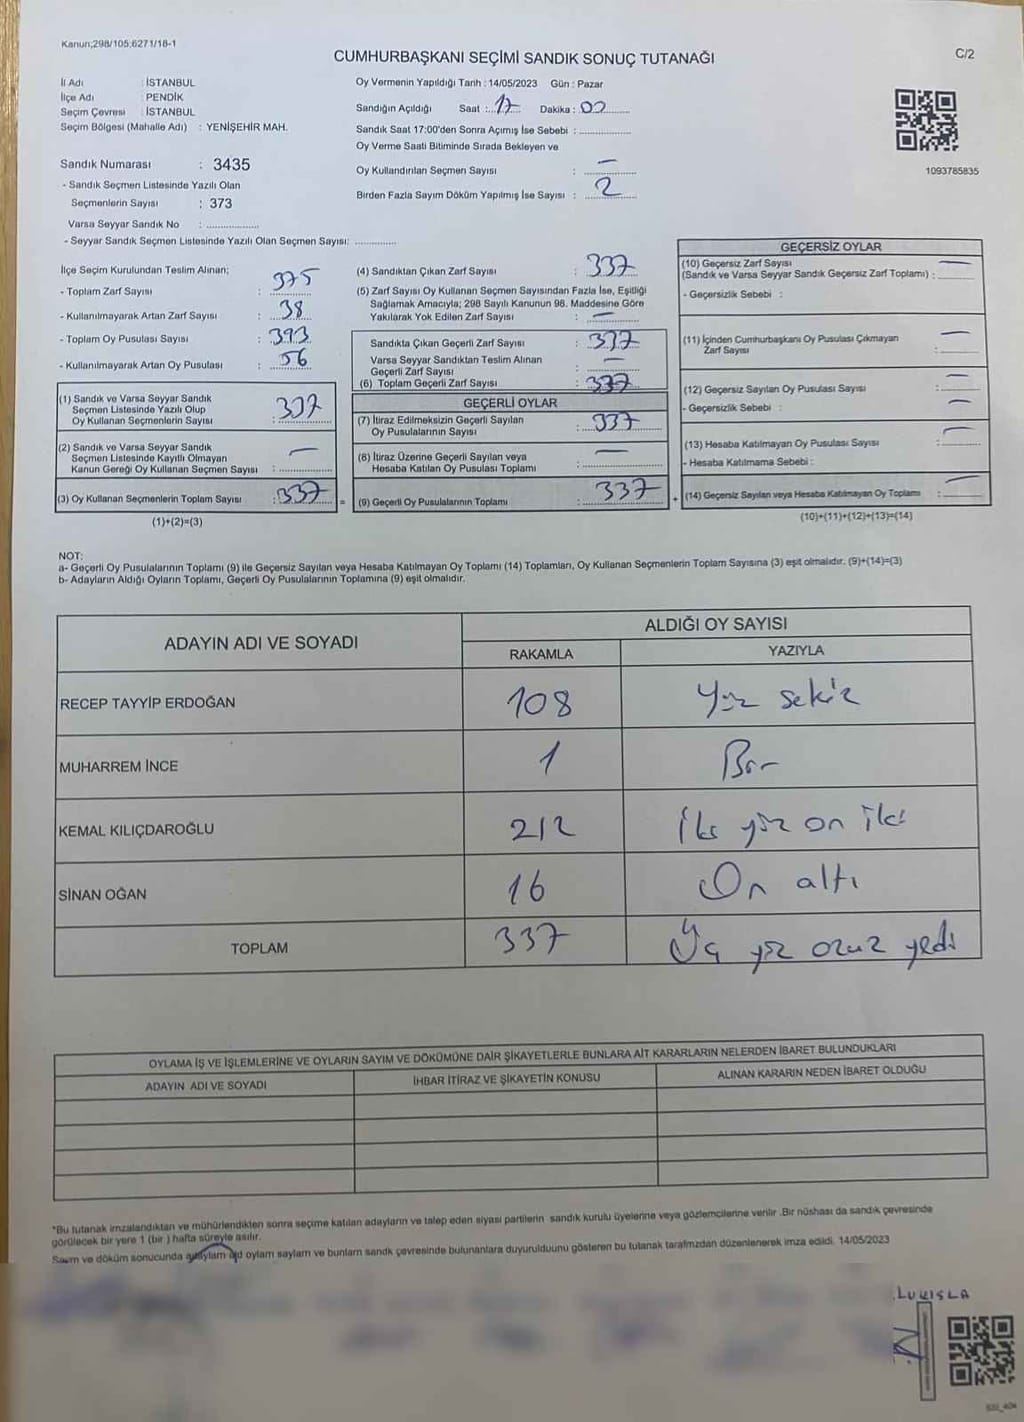 Kanun;298/105;6271/18-1
CUMHURBAŞKANI SEÇİMİ SANDIK SONUÇ TUTANAĞI
C/2
İl Adı : İSTANBUL
İlçe Adı : PENDİK
Seçim Çevresi : İSTANBUL
Seçim Bölgesi (Mahalle Adı) : YENİŞEHİR MAH.
Sandık Numarası : 3435
- Sandık Seçmen Listesinde Yazılı Olan
Seçmenlerin Sayısı : 373
Varsa Seyyar Sandık No : ..................
- Seyyar Sandık Seçmen Listesinde Yazılı Olan Seçmen Sayısı: ..............
Oy Vermenin Yapıldığı Tarih : 14/05/2023 Gün : Pazar
Sandığın Açıldığı Saat : 17 Dakika : 00
Sandık Saat 17:00'den Sonra Açımış İse Sebebi : ..................
Oy Verme Saati Bitiminde Sırada Bekleyen ve
Oy Kullandırılan Seçmen Sayısı : —
Birden Fazla Sayım Döküm Yapılmış İse Sayısı : 2
1093785835
İlçe Seçim Kurulundan Teslim Alınan;
- Toplam Zarf Sayısı : 375
- Kullanılmayarak Artan Zarf Sayısı : 38
- Toplam Oy Pusulası Sayısı : 393
- Kullanılmayarak Artan Oy Pusulası : 56
(1) Sandık ve Varsa Seyyar Sandık
Seçmen Listesinde Yazılı Olup
Oy Kullanan Seçmenlerin Sayısı : 337
(2) Sandık ve Varsa Seyyar Sandık
Seçmen Listesinde Kayıtlı Olmayan
Kanun Gereği Oy Kullanan Seçmen Sayısı : —
(3) Oy Kullanan Seçmenlerin Toplam Sayısı : 337 =
(1)+(2)=(3)
(4) Sandıktan Çıkan Zarf Sayısı : 337
(5) Zarf Sayısı Oy Kullanan Seçmen Sayısından Fazla İse, Eşitliği
Sağlamak Amacıyla; 298 Sayılı Kanunun 98. Maddesine Göre
Yakılarak Yok Edilen Zarf Sayısı : —
Sandıkta Çıkan Geçerli Zarf Sayısı : 337
Varsa Seyyar Sandıktan Teslim Alınan
Geçerli Zarf Sayısı : —
(6) Toplam Geçerli Zarf Sayısı : 337
GEÇERLİ OYLAR
(7) İtiraz Edilmeksizin Geçerli Sayılan
Oy Pusulalarının Sayısı : 337
(8) İtiraz Üzerine Geçerli Sayılan veya
Hesaba Katılan Oy Pusulası Toplamı : —
(9) Geçerli Oy Pusulalarının Toplamı : 337 +
GEÇERSİZ OYLAR
(10) Geçersiz Zarf Sayısı —
(Sandık ve Varsa Seyyar Sandık Geçersiz Zarf Toplamı) : ..........
- Geçersizlik Sebebi :
(11) İçinden Cumhurbaşkanı Oy Pusulası Çıkmayan
Zarf Sayısı : —
(12) Geçersiz Sayılan Oy Pusulası Sayısı : —
- Geçersizlik Sebebi : —
(13) Hesaba Katılmayan Oy Pusulası Sayısı : —
- Hesaba Katılmama Sebebi :
(14) Geçersiz Sayılan veya Hesaba Katılmayan Oy Toplamı : —
(10)+(11)+(12)+(13)=(14)
NOT:
a- Geçerli Oy Pusulalarının Toplamı (9) ile Geçersiz Sayılan veya Hesaba Katılmayan Oy Toplamı (14) Toplamları, Oy Kullanan Seçmenlerin Toplam Sayısına (3) eşit olmalıdır. (9)+(14)=(3)
b- Adayların Aldığı Oyların Toplamı, Geçerli Oy Pusulalarının Toplamına (9) eşit olmalıdır.
ADAYIN ADI VE SOYADI
ALDIĞI OY SAYISI
RAKAMLA YAZIYLA
RECEP TAYYİP ERDOĞAN 108 Yüz sekiz
MUHARREM İNCE 1 Bir
KEMAL KILIÇDAROĞLU 212 İki yüz on iki
SİNAN OĞAN 16 On altı
TOPLAM 337 Üç yüz otuz yedi
OYLAMA İŞ VE İŞLEMLERİNE VE OYLARIN SAYIM VE DÖKÜMÜNE DAİR ŞİKAYETLERLE BUNLARA AİT KARARLARIN NELERDEN İBARET BULUNDUKLARI
ADAYIN ADI VE SOYADI İHBAR İTİRAZ VE ŞİKAYETİN KONUSU ALINAN KARARIN NEDEN İBARET OLDUĞU
*Bu tutanak imzalandıktan ve mühürlendikten sonra seçime katılan adayların ve talep eden siyasi partilerin sandık kurulu üyelerine veya gözlemcilerine verilir .Bir nüshası da sandık çevresinde
görülecek bir yere 1 (bir ) hafta süreyle asılır.
Sayım ve döküm sonucunda oylam saylam ve bunların sandık çevresinde bulunanlara duyurulduunu gösteren bu tutanak tarafmzdan düzenlenerek imza edildi. 14/05/2023